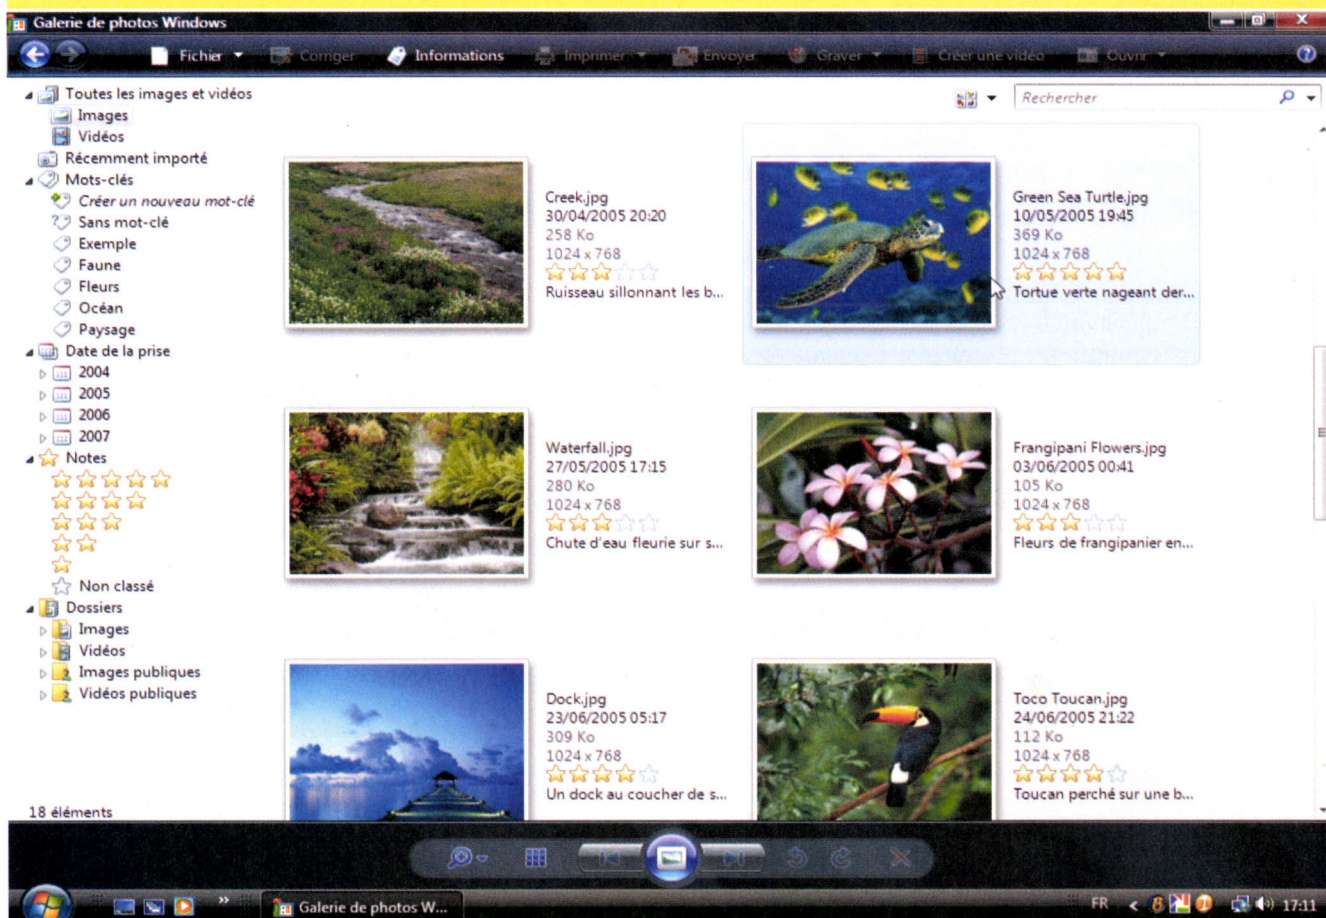 Galerie de photos Windows
Fichier Corriger Informations Imprimer Envoyer Graver Créer une vidéo Ouvrir
Rechercher
Toutes les images et vidéos
Images
Vidéos
Récemment importé
Mots-clés
Créer un nouveau mot-clé
Sans mot-clé
Exemple
Faune
Fleurs
Océan
Paysage
Date de la prise
2004
2005
2006
2007
Notes
Non classé
Dossiers
Images
Vidéos
Images publiques
Vidéos publiques
18 éléments
Creek.jpg
30/04/2005 20:20
258 Ko
1024 x 768
Ruisseau sillonnant les b...
Green Sea Turtle.jpg
10/05/2005 19:45
369 Ko
1024 x 768
Tortue verte nageant der...
Waterfall.jpg
27/05/2005 17:15
280 Ko
1024 x 768
Chute d'eau fleurie sur s...
Frangipani Flowers.jpg
03/06/2005 00:41
105 Ko
1024 x 768
Fleurs de frangipanier en...
Dock.jpg
23/06/2005 05:17
309 Ko
1024 x 768
Un dock au coucher de s...
Toco Toucan.jpg
24/06/2005 21:22
112 Ko
1024 x 768
Toucan perché sur une b...
Galerie de photos W...
FR
17:11